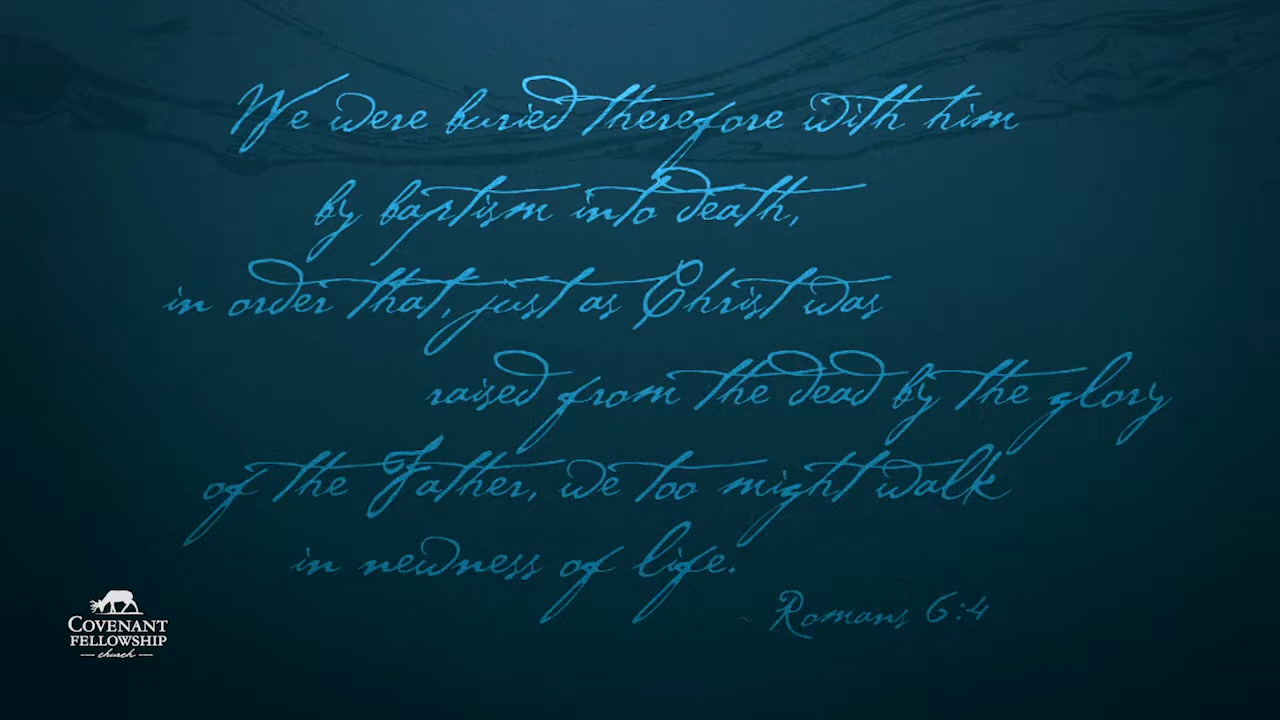 We were buried therefore with him
by baptism into death,
in order that, just as Christ was
raised from the dead by the glory
of the Father, we too might walk
in newness of life.
~ Romans 6:4
COVENANT
FELLOWSHIP
church